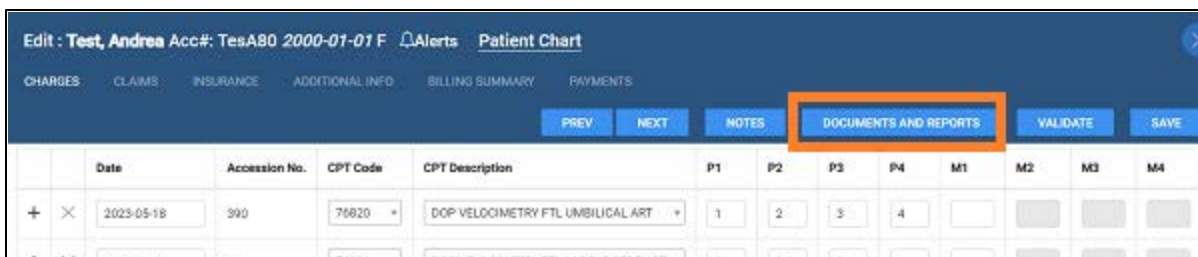 Edit : Test, Andrea Acc#: TesA80 2000-01-01 F Alerts Patient Chart
CHARGES CLAIMS INSURANCE ADDITIONAL INFO BILLING SUMMARY PAYMENTS
PREV NEXT NOTES DOCUMENTS AND REPORTS VALIDATE SAVE
Date Accession No. CPT Code CPT Description P1 P2 P3 P4 M1 M2 M3 M4
2023-05-18 390 76820 DOP VELOCIMETRY FTL UMBILICAL ART 1 2 3 4